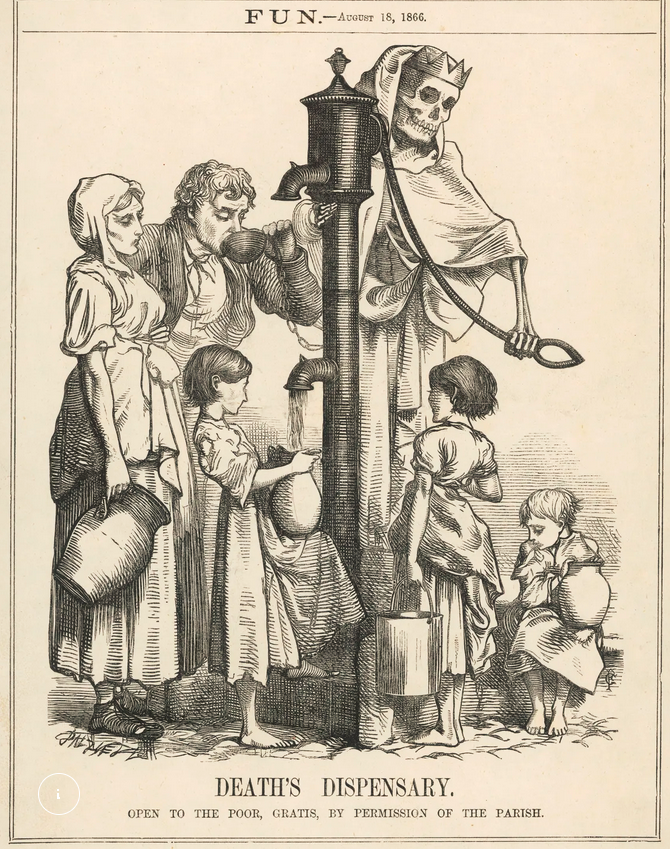 FUN.—AUGUST 18, 1866.
DEATH'S DISPENSARY.
OPEN TO THE POOR, GRATIS, BY PERMISSION OF THE PARISH.
i